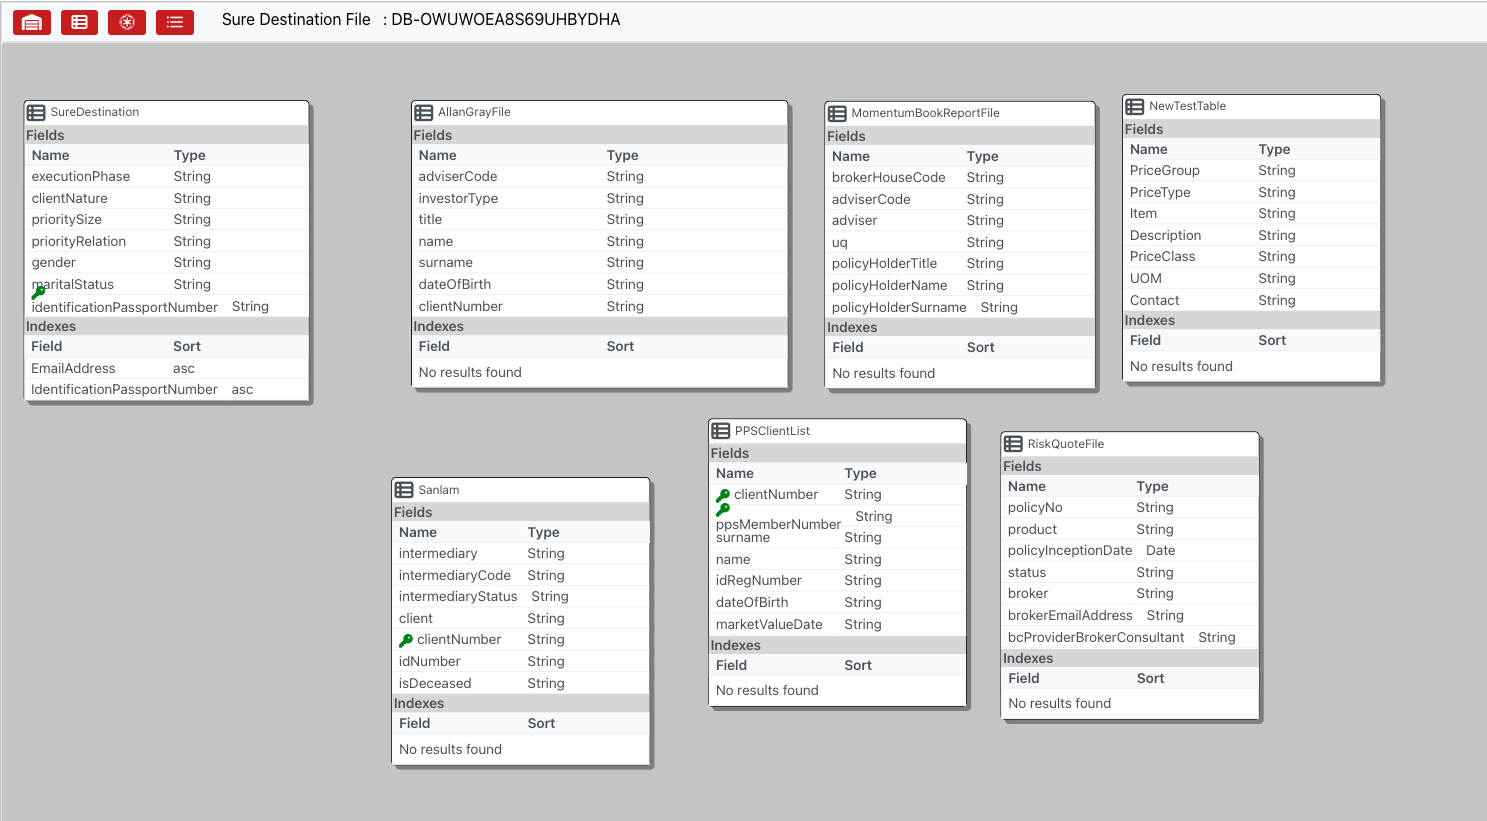 Sure Destination File : DB-OWUWOEA8S69UHBYDHA
SureDestination
Fields
Name Type
executionPhase String
clientNature String
prioritySize String
priorityRelation String
gender String
maritalStatus String
identificationPassportNumber String
Indexes
Field Sort
EmailAddress asc
IdentificationPassportNumber asc
AllanGrayFile
Fields
Name Type
adviserCode String
investorType String
title String
name String
surname String
dateOfBirth String
clientNumber String
Indexes
Field Sort
No results found
MomentumBookReportFile
Fields
Name Type
brokerHouseCode String
adviserCode String
adviser String
uq String
policyHolderTitle String
policyHolderName String
policyHolderSurname String
Indexes
Field Sort
No results found
NewTestTable
Fields
Name Type
PriceGroup String
PriceType String
Item String
Description String
PriceClass String
UOM String
Contact String
Indexes
Field Sort
No results found
Sanlam
Fields
Name Type
intermediary String
intermediaryCode String
intermediaryStatus String
client String
clientNumber String
idNumber String
isDeceased String
Indexes
Field Sort
No results found
PPSClientList
Fields
Name Type
clientNumber String
ppsMemberNumber String
surname String
name String
idRegNumber String
dateOfBirth String
marketValueDate String
Indexes
Field Sort
No results found
RiskQuoteFile
Fields
Name Type
policyNo String
product String
policyInceptionDate Date
status String
broker String
brokerEmailAddress String
bcProviderBrokerConsultant String
Indexes
Field Sort
No results found